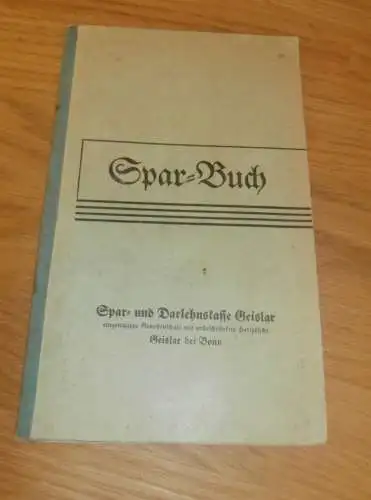 Spar-Buch
Spar- und Darlehnskasse Geislar
eingetragene Genossenschaft mit unbeschränkter Haftpflicht
Geislar bei Bonn